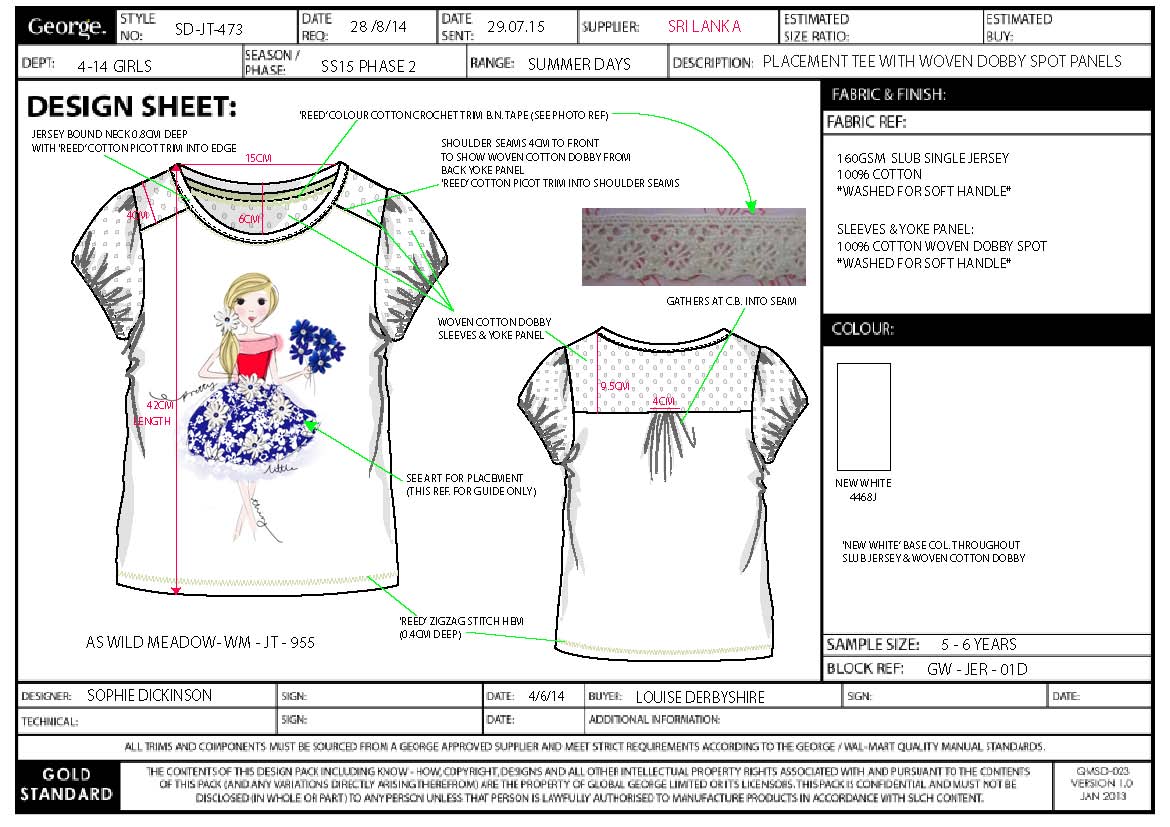 George.
STYLE NO: SD-JT-473
DATE REQ: 28 /8/14
DATE SENT: 29.07.15
SUPPLIER: SRI LANKA
ESTIMATED SIZE RATIO:
ESTIMATED BUY:
DEPT: 4-14 GIRLS
SEASON / PHASE: SS15 PHASE 2
RANGE: SUMMER DAYS
DESCRIPTION: PLACEMENT TEE WITH WOVEN DOBBY SPOT PANELS
DESIGN SHEET:
JERSEY BOUND NECK 0.8CM DEEP
WITH 'REED' COTTON PICOT TRIM INTO EDGE
'REED' COLOUR COTTON CROCHET TRIM B.N. TAPE (SEE PHOTO REF)
SHOULDER SEAMS 4CM TO FRONT
TO SHOW WOVEN COTTON DOBBY FROM
BACK YOKE PANEL
'REED' COTTON PICOT TRIM INTO SHOULDER SEAMS
15CM
4CM
6CM
GATHERS AT C.B. INTO SEAM
WOVEN COTTON DOBBY
SLEEVES & YOKE PANEL
9.5CM
4CM
42CM
LENGTH
pretty
little
thing
SEE ART FOR PLACEMENT
(THIS REF. FOR GUIDE ONLY)
'REED' ZIGZAG STITCH HEM
(0.4CM DEEP)
AS WILD MEADOW- WM - JT - 955
FABRIC & FINISH:
FABRIC REF:
160GSM SLUB SINGLE JERSEY
100% COTTON
*WASHED FOR SOFT HANDLE*
SLEEVES & YOKE PANEL:
100% COTTON WOVEN DOBBY SPOT
*WASHED FOR SOFT HANDLE*
COLOUR:
NEW WHITE
4468J
'NEW WHITE' BASE COL. THROUGHOUT
SLUB JERSEY & WOVEN COTTON DOBBY
SAMPLE SIZE: 5 - 6 YEARS
BLOCK REF: GW - JER - 01D
DESIGNER: SOPHIE DICKINSON
SIGN:
DATE: 4/6/14
BUYER: LOUISE DERBYSHIRE
SIGN:
DATE:
TECHNICAL:
SIGN:
DATE:
ADDITIONAL INFORMATION:
ALL TRIMS AND COMPONENTS MUST BE SOURCED FROM A GEORGE APPROVED SUPPLIER AND MEET STRICT REQUIREMENTS ACCORDING TO THE GEORGE / WAL-MART QUALITY MANUAL STANDARDS.
GOLD
STANDARD
THE CONTENTS OF THIS DESIGN PACK INCLUDING KNOW - HOW, COPYRIGHT, DESIGNS AND ALL OTHER INTELLECTUAL PROPERTY RIGHTS ASSOCIATED WITH AND PURSUANT TO THE CONTENTS
OF THIS PACK (AND ANY VARIATIONS DIRECTLY ARISING THEREFROM) ARE THE PROPERTY OF GLOBAL GEORGE LIMITED OR ITS LICENSORS. THIS PACK IS CONFIDENTIAL AND MUST NOT BE
DISCLOSED (IN WHOLE OR PART) TO ANY PERSON UNLESS THAT PERSON IS LAWFULLY AUTHORISED TO MANUFACTURE PRODUCTS IN ACCORDANCE WITH SUCH CONTENT.
QMSD-023
VERSION 1.0
JAN 2013